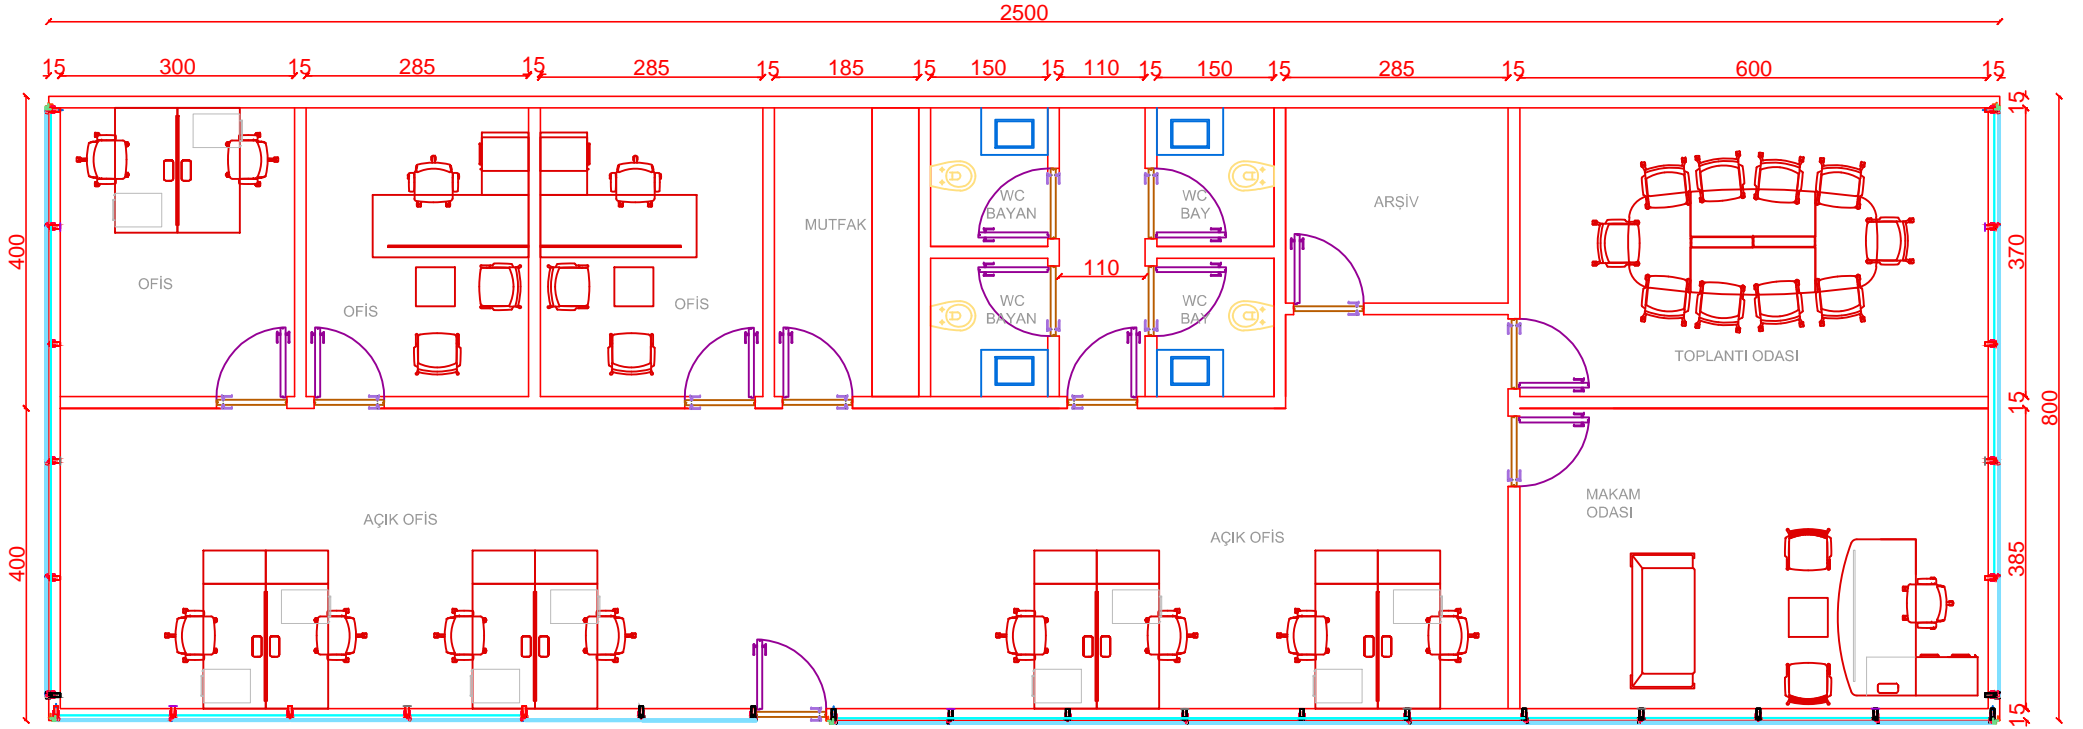 2500
15 300 15 285 15 285 15 185 15 150 15 110 15 150 15 285 15 600 15
15
400
370
15
800
400
385
15
110
OFİS
OFİS
OFİS
MUTFAK
WC
BAYAN
WC
BAY
WC
BAYAN
WC
BAY
ARŞİV
TOPLANTI ODASI
AÇIK OFİS
AÇIK OFİS
MAKAM
ODASI